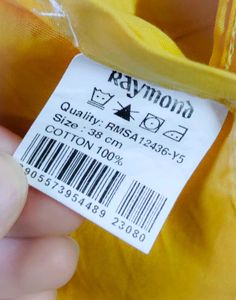 Raymond
Quality: RMSA12436-Y5
Size: 38 cm
COTTON 100%
905573954489 23080